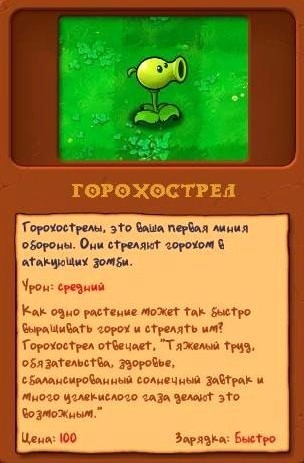 ГОРОХОСТРЕЛ
Горохострелы, это ваша первая линия
обороны. Они стреляют горохом в
атакующих зомби.
Урон: средний
Как одно растение может так быстро
выращивать горох и стрелять им?
Горохострел отвечает, "Тяжелый труд,
обязательства, здоровье,
сбалансированный солнечный завтрак и
много углекислого газа делают это
возможным."
Цена: 100 Зарядка: Быстро